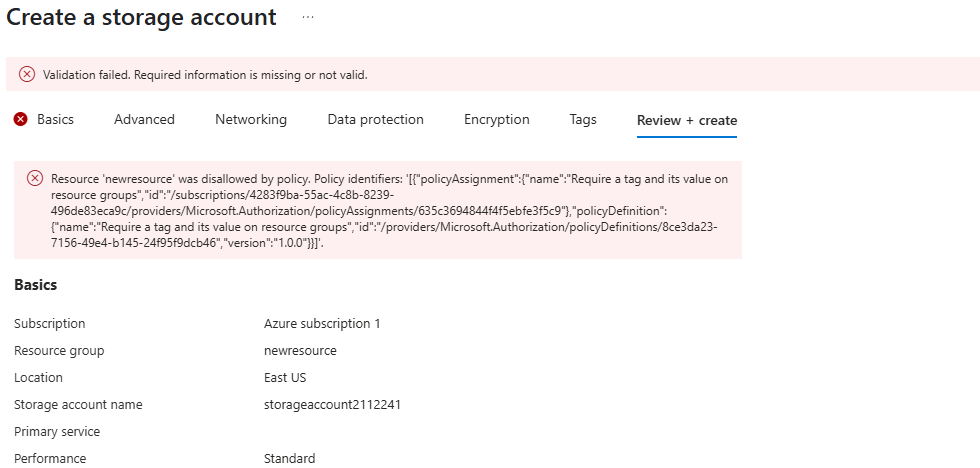 Create a storage account ...
Validation failed. Required information is missing or not valid.
Basics Advanced Networking Data protection Encryption Tags Review + create
Resource 'newresource' was disallowed by policy. Policy identifiers: '[{"policyAssignment":{"name":"Require a tag and its value on
resource groups","id":"/subscriptions/4283f9ba-55ac-4c8b-8239-
496de83eca9c/providers/Microsoft.Authorization/policyAssignments/635c3694844f4f5ebfe3f5c9"},"policyDefinition":
{"name":"Require a tag and its value on resource groups","id":"/providers/Microsoft.Authorization/policyDefinitions/8ce3da23-
7156-49e4-b145-24f95f9dcb46","version":"1.0.0"}}]'.
Basics
Subscription Azure subscription 1
Resource group newresource
Location East US
Storage account name storageaccount2112241
Primary service
Performance Standard